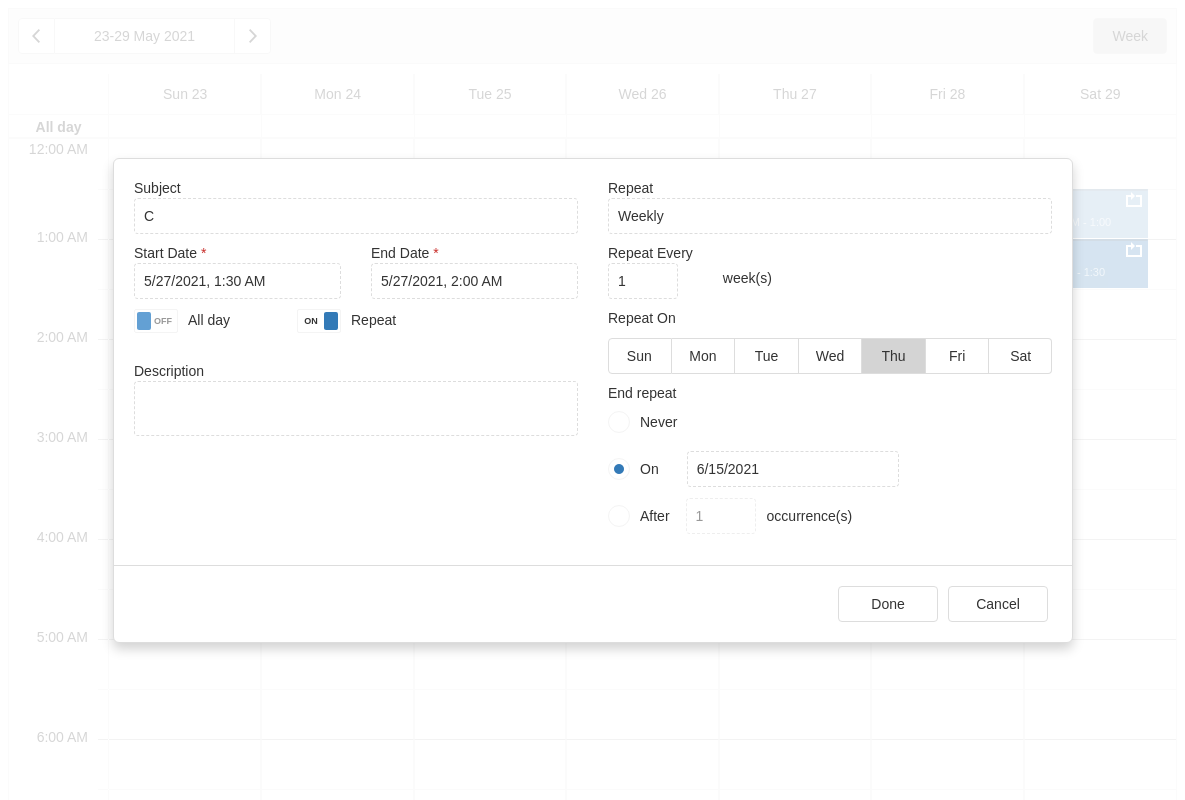 23-29 May 2021
Week
Sun 23 Mon 24 Tue 25 Wed 26 Thu 27 Fri 28 Sat 29
All day
12:00 AM
1:00 AM
2:00 AM
3:00 AM
4:00 AM
5:00 AM
6:00 AM
- 1:00
- 1:30
Subject
C
Start Date *
End Date *
5/27/2021, 1:30 AM
5/27/2021, 2:00 AM
OFF All day
ON Repeat
Description
Repeat
Weekly
Repeat Every
1 week(s)
Repeat On
Sun Mon Tue Wed Thu Fri Sat
End repeat
Never
On 6/15/2021
After 1 occurrence(s)
Done
Cancel